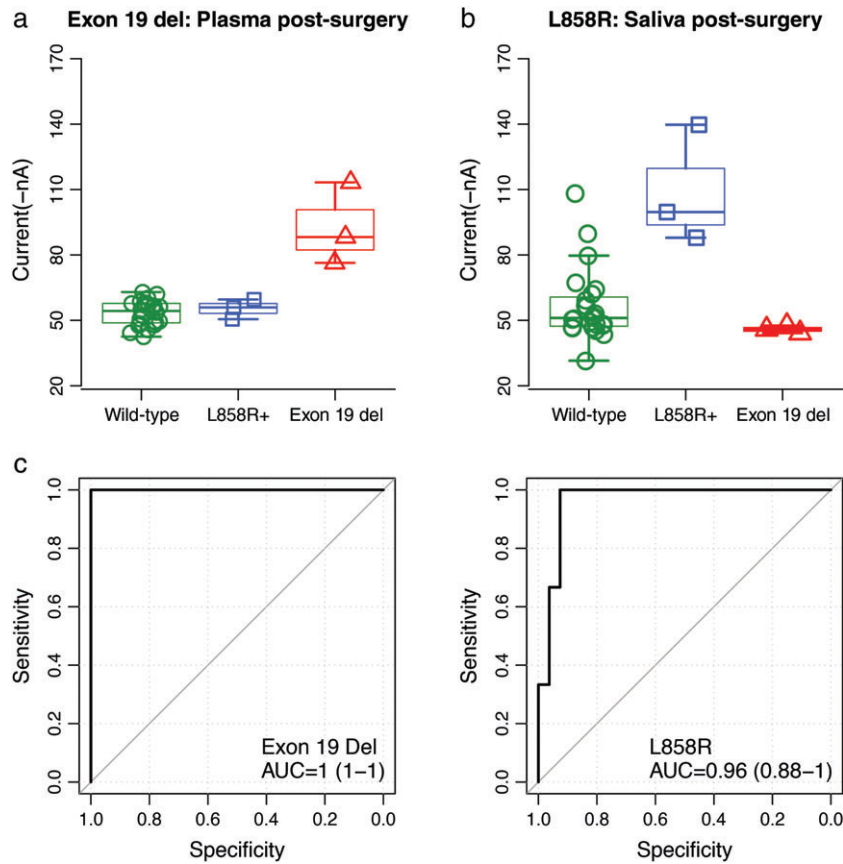 a
Exon 19 del: Plasma post-surgery
Current(−nA)
170
140
110
80
50
20
Wild-type
L858R+
Exon 19 del
b
L858R: Saliva post-surgery
Current(−nA)
170
140
110
80
50
20
Wild-type
L858R+
Exon 19 del
c
Sensitivity
1.0
0.8
0.6
0.4
0.2
0.0
Exon 19 Del
AUC=1 (1−1)
1.0
0.8
0.6
0.4
0.2
0.0
Specificity
Sensitivity
1.0
0.8
0.6
0.4
0.2
0.0
L858R
AUC=0.96 (0.88−1)
1.0
0.8
0.6
0.4
0.2
0.0
Specificity